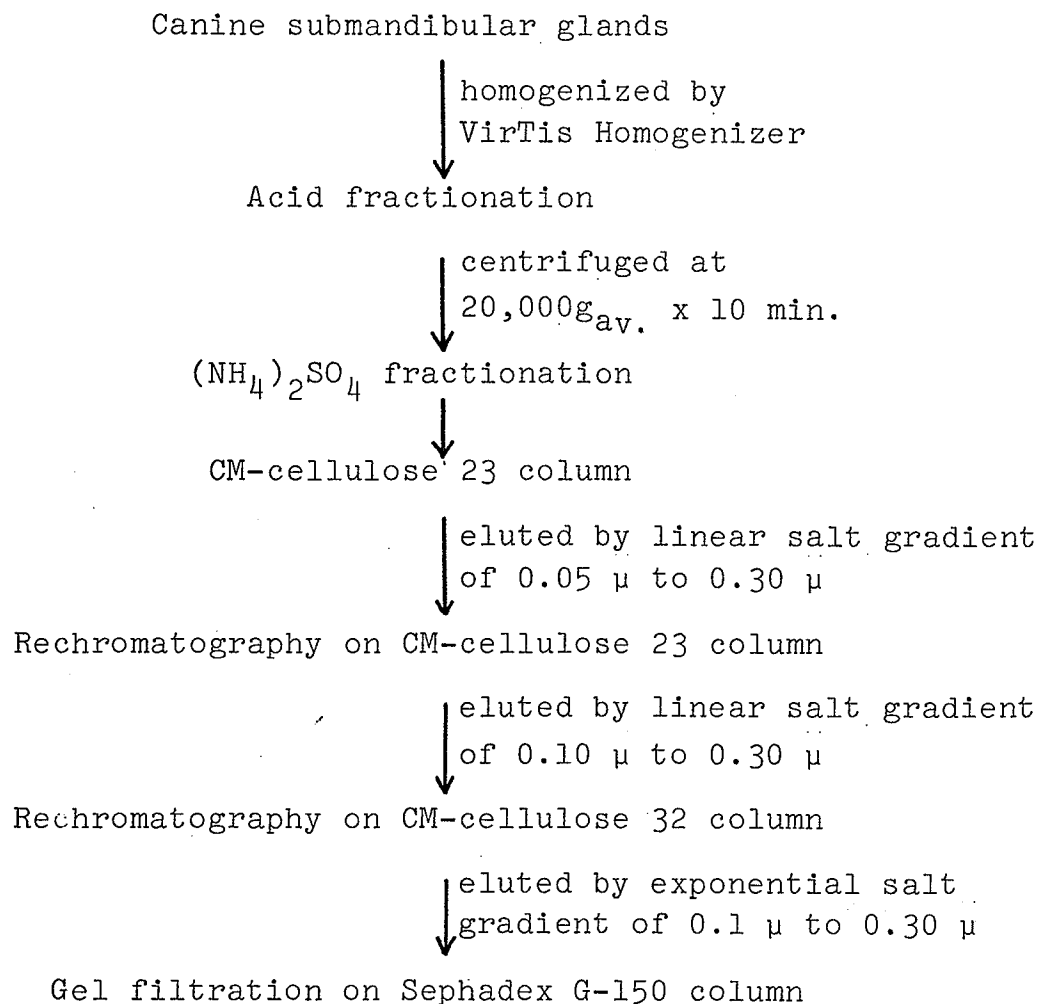 Canine submandibular glands
homogenized by
VirTis Homogenizer
Acid fractionation
centrifuged at
20,000g_av. x 10 min.
(NH₄)₂SO₄ fractionation
CM-cellulose 23 column
eluted by linear salt gradient
of 0.05 μ to 0.30 μ
Rechromatography on CM-cellulose 23 column
eluted by linear salt gradient
of 0.10 μ to 0.30 μ
Rechromatography on CM-cellulose 32 column
eluted by exponential salt
gradient of 0.1 μ to 0.30 μ
Gel filtration on Sephadex G-150 column